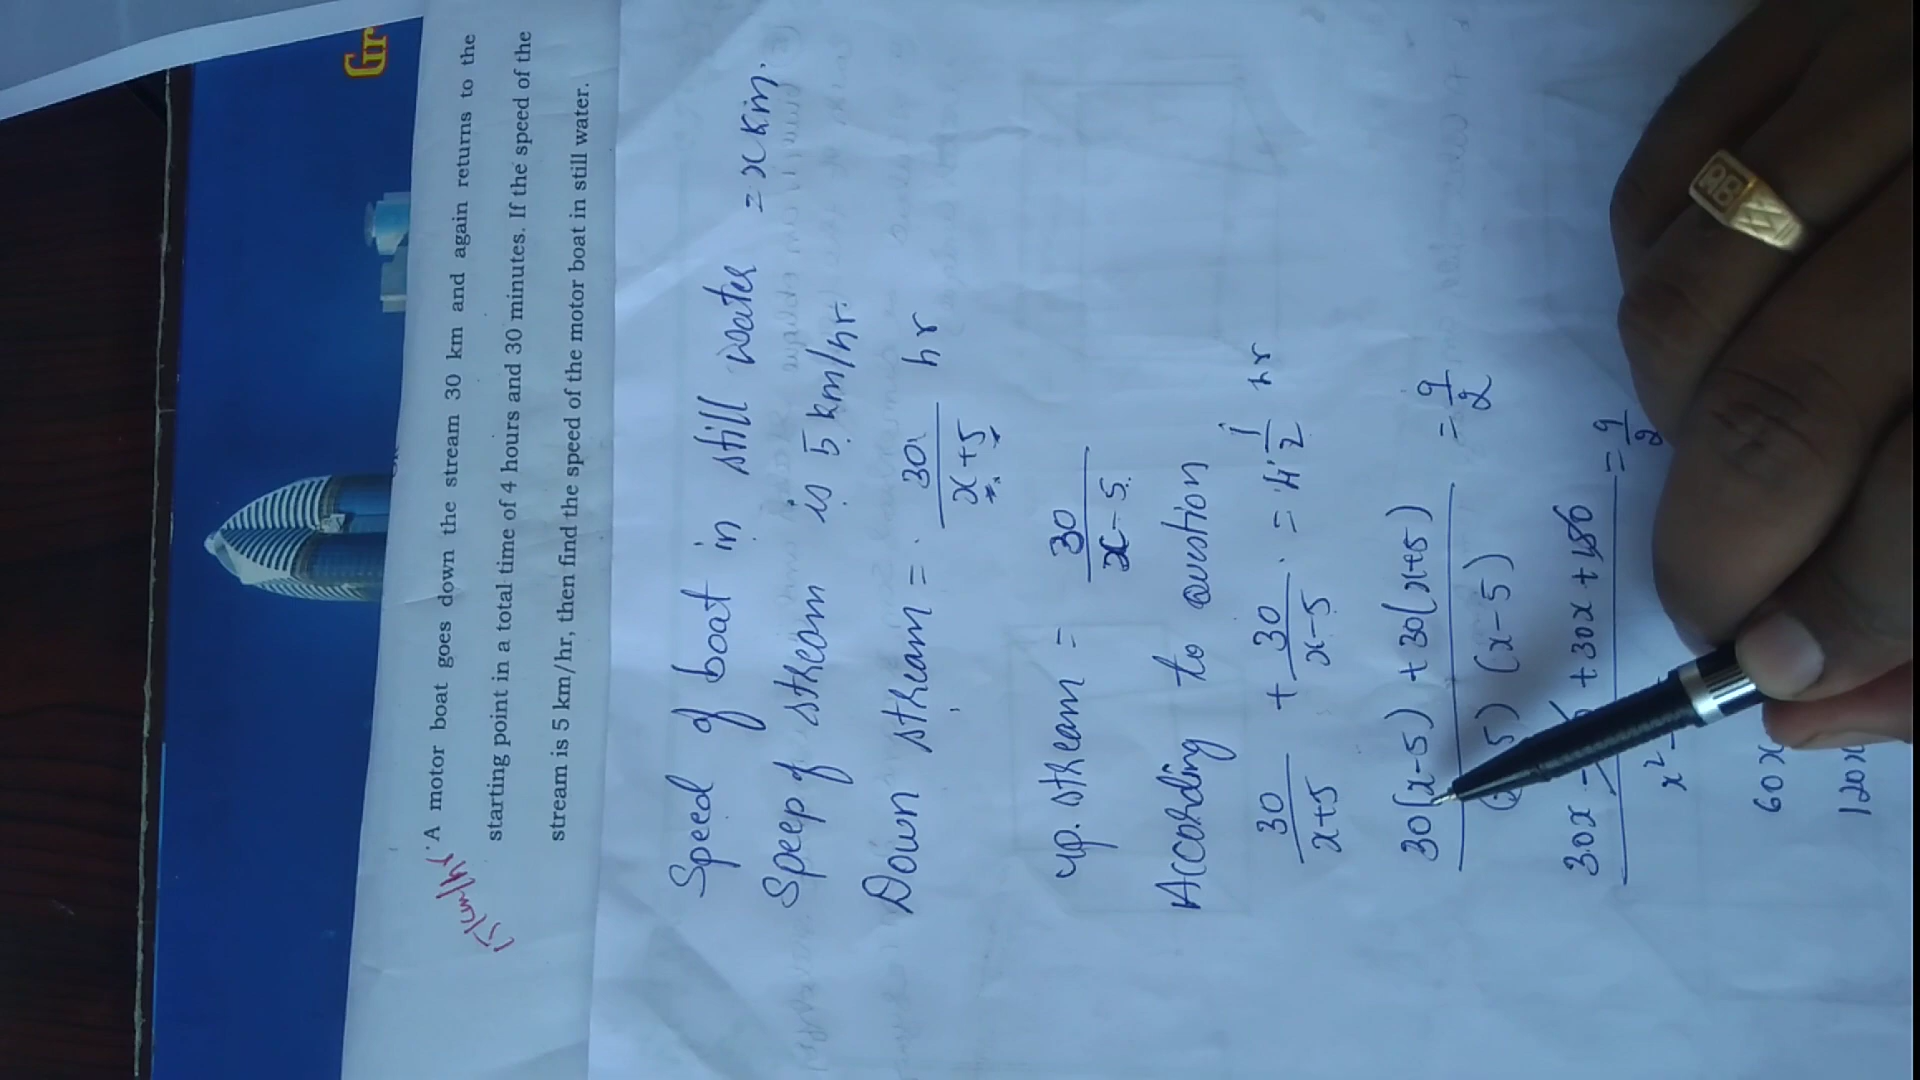 Gr
A motor boat goes down the stream 30 km and again returns to the
starting point in a total time of 4 hours and 30 minutes. If the speed of the
stream is 5 km/hr, then find the speed of the motor boat in still water.
Speed of boat in still water = x km.
Speep of stream is 5 km/hr.
Down stream = 30/x+5 hr
up. stream = 30/x-5
According to question
30/x+5 + 30/x-5 = 4 1/2 hr
30(x-5) + 30(x+5) / 5) (x-5) = 9/2
30x - + 30x + 150 / x² - = 9/2
60x
120x